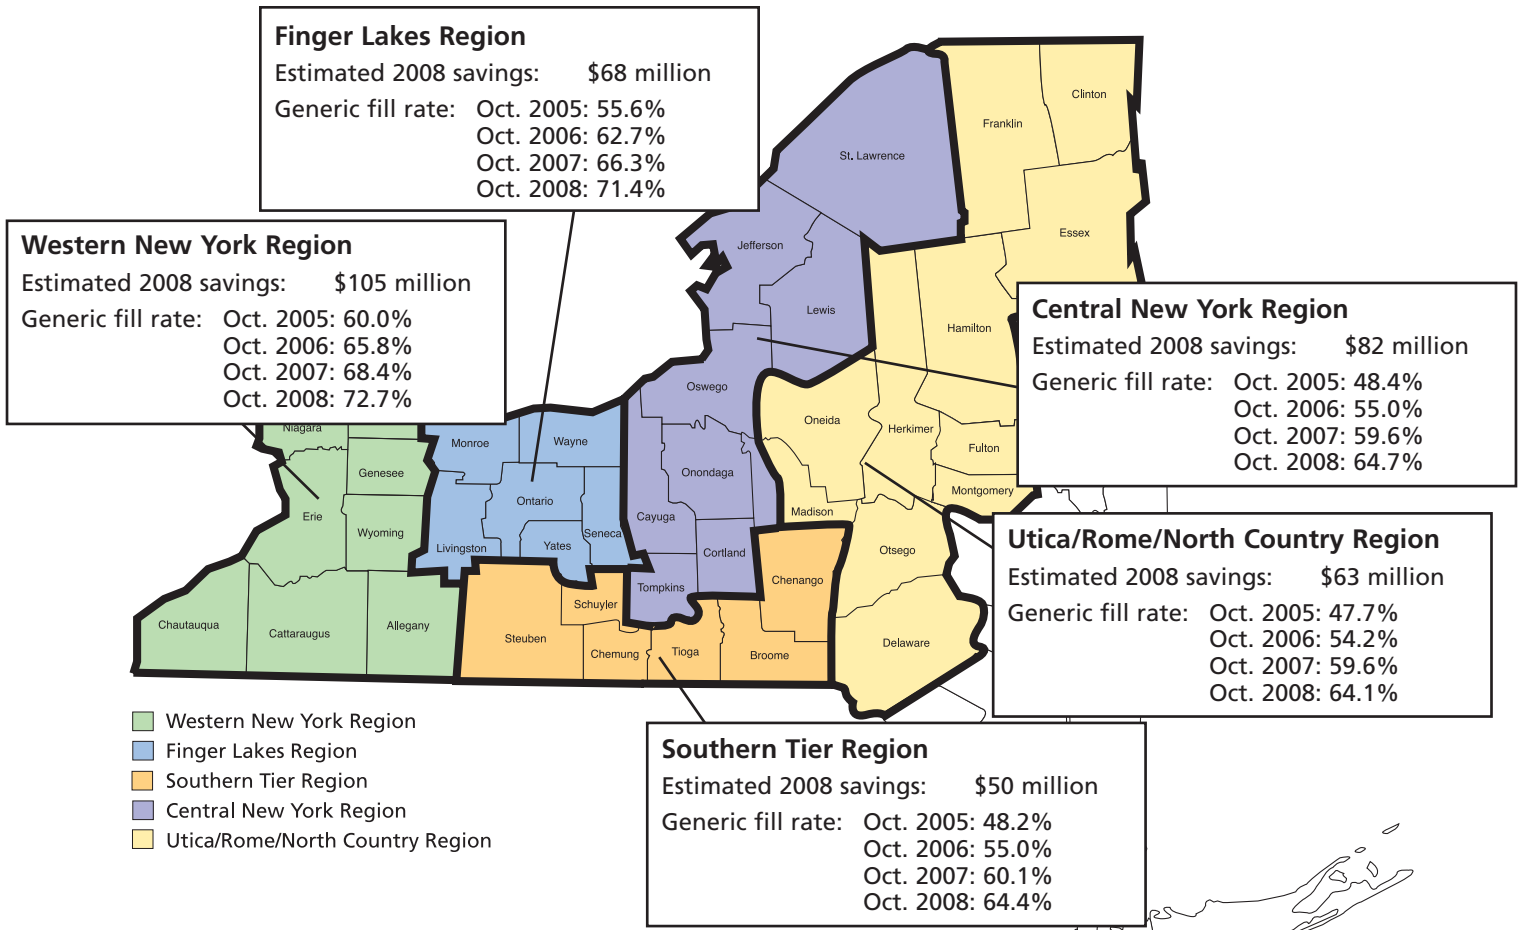 Finger Lakes Region
Estimated 2008 savings: $68 million
Generic fill rate: Oct. 2005: 55.6%
Oct. 2006: 62.7%
Oct. 2007: 66.3%
Oct. 2008: 71.4%
Western New York Region
Estimated 2008 savings: $105 million
Generic fill rate: Oct. 2005: 60.0%
Oct. 2006: 65.8%
Oct. 2007: 68.4%
Oct. 2008: 72.7%
Central New York Region
Estimated 2008 savings: $82 million
Generic fill rate: Oct. 2005: 48.4%
Oct. 2006: 55.0%
Oct. 2007: 59.6%
Oct. 2008: 64.7%
Utica/Rome/North Country Region
Estimated 2008 savings: $63 million
Generic fill rate: Oct. 2005: 47.7%
Oct. 2006: 54.2%
Oct. 2007: 59.6%
Oct. 2008: 64.1%
Southern Tier Region
Estimated 2008 savings: $50 million
Generic fill rate: Oct. 2005: 48.2%
Oct. 2006: 55.0%
Oct. 2007: 60.1%
Oct. 2008: 64.4%
Clinton
Franklin
St. Lawrence
Essex
Jefferson
Lewis
Hamilton
Oswego
Oneida
Herkimer
Fulton
Montgomery
Niagara
Monroe
Wayne
Genesee
Onondaga
Ontario
Erie
Cayuga
Madison
Wyoming
Seneca
Livingston
Yates
Cortland
Otsego
Chenango
Tompkins
Schuyler
Chautauqua
Cattaraugus
Allegany
Steuben
Chemung
Tioga
Broome
Delaware
Western New York Region
Finger Lakes Region
Southern Tier Region
Central New York Region
Utica/Rome/North Country Region